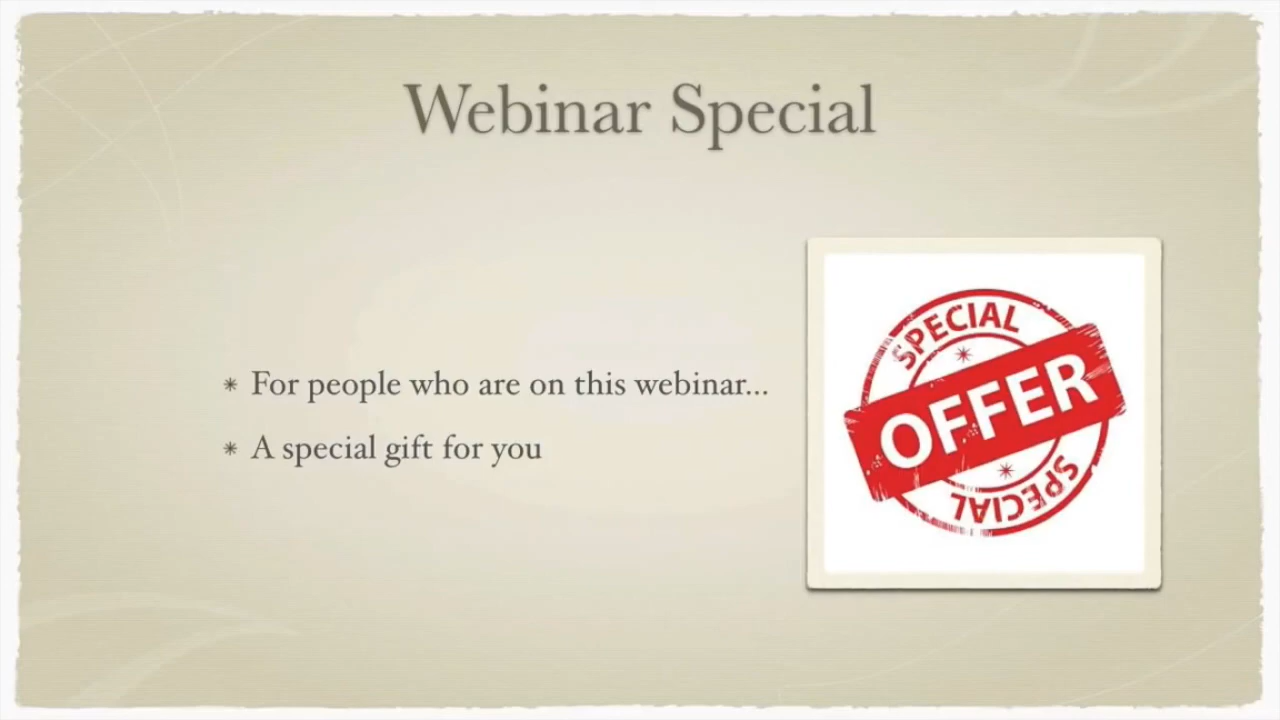 Webinar Special
* For people who are on this webinar...
* A special gift for you
SPECIAL
OFFER
SPECIAL